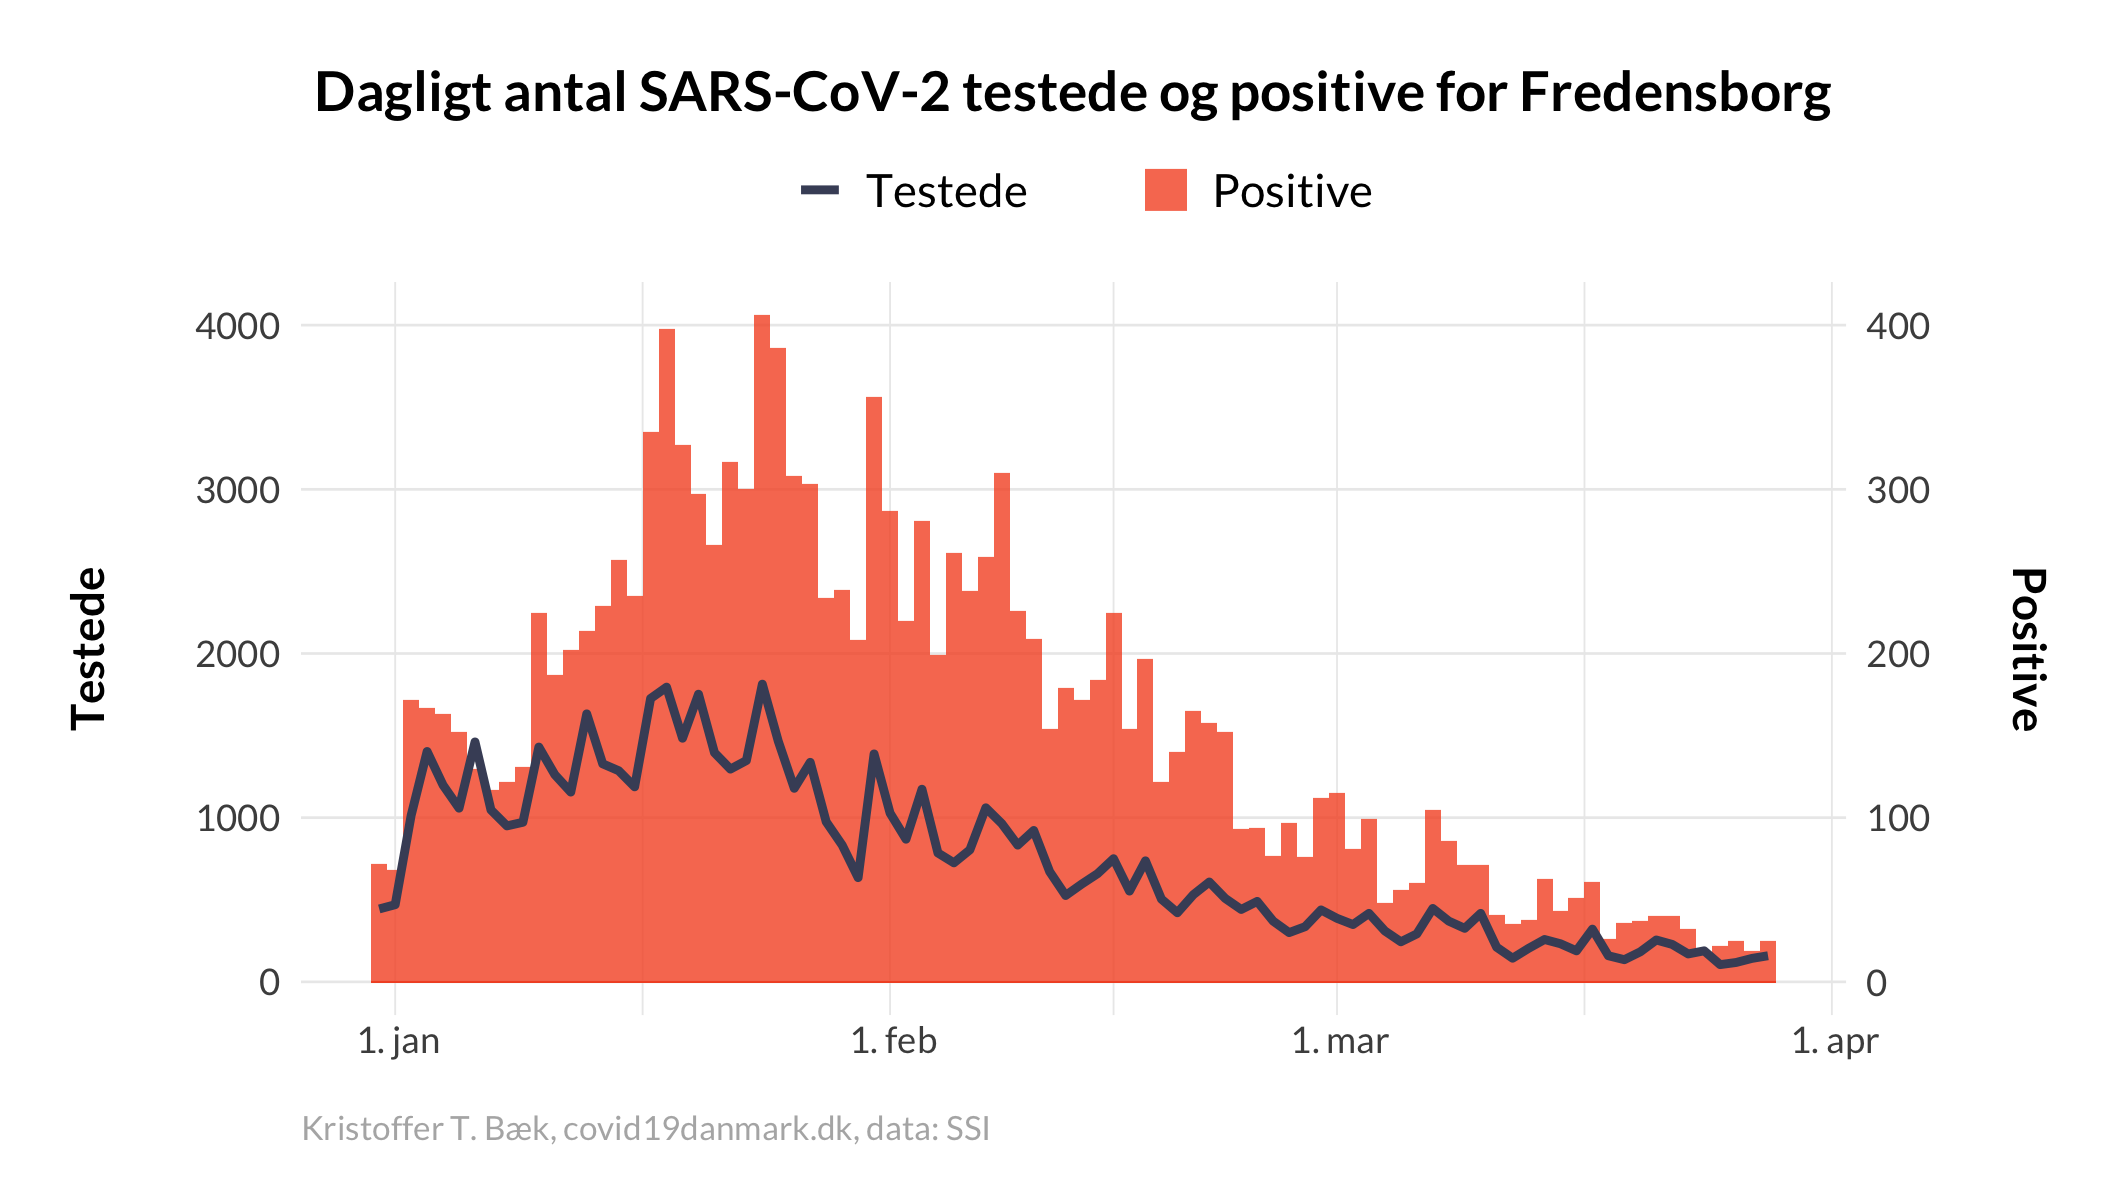 Dagligt antal SARS-CoV-2 testede og positive for Fredensborg
Testede
Positive
4000
3000
2000
1000
0
Testede
400
300
200
100
0
Positive
1. jan
1. feb
1. mar
1. apr
Kristoffer T. Bæk, covid19danmark.dk, data: SSI